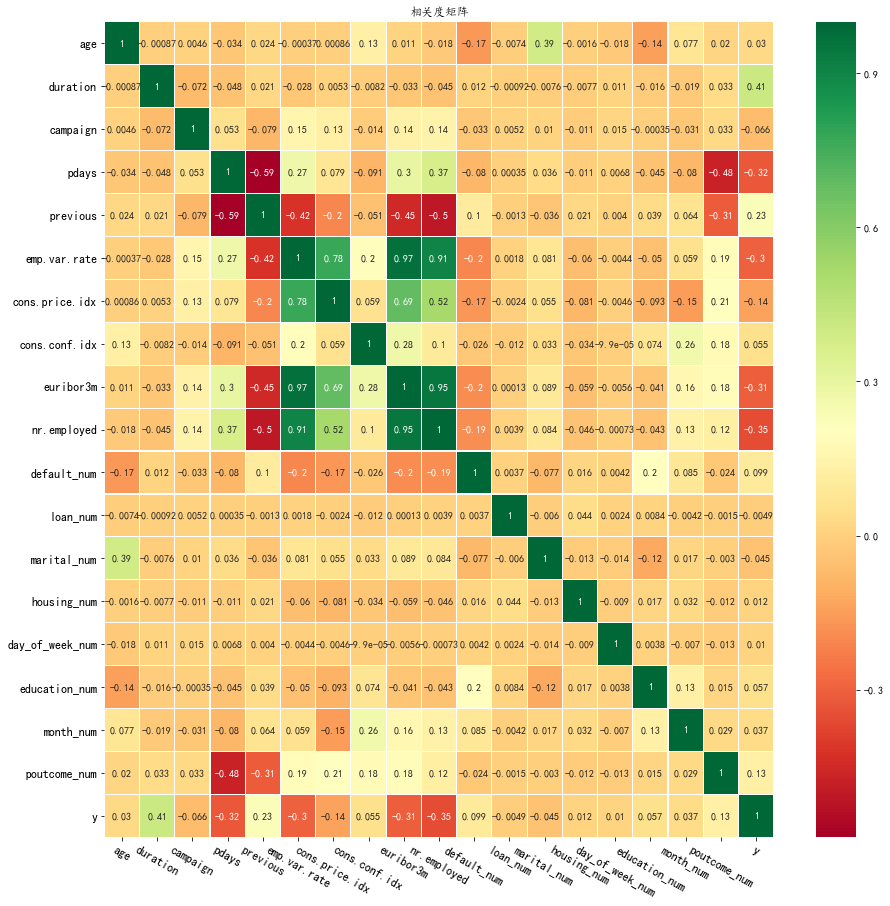 相关度矩阵
age 1 -0.00087 0.0046 -0.034 0.024 -0.00037 0.00086 0.13 0.011 -0.018 -0.17 -0.0074 0.39 -0.0016 -0.018 -0.14 0.077 0.02 0.03
duration -0.00087 1 -0.072 -0.048 0.021 -0.028 0.0053 -0.0082 -0.033 -0.045 0.012 -0.00092 -0.0076 -0.0077 0.011 -0.016 -0.019 0.033 0.41
campaign 0.0046 -0.072 1 0.053 -0.079 0.15 0.13 -0.014 0.14 0.14 -0.033 0.0052 0.01 -0.011 0.015 -0.00035 -0.031 0.033 -0.066
pdays -0.034 -0.048 0.053 1 -0.59 0.27 0.079 -0.091 0.3 0.37 -0.08 0.00035 0.036 -0.011 0.0068 -0.045 -0.08 -0.48 -0.32
previous 0.024 0.021 -0.079 -0.59 1 -0.42 -0.2 -0.051 -0.45 -0.5 0.1 -0.0013 -0.036 0.021 0.004 0.039 0.064 -0.31 0.23
emp.var.rate -0.00037 -0.028 0.15 0.27 -0.42 1 0.78 0.2 0.97 0.91 -0.2 0.0018 0.081 -0.06 -0.0044 -0.05 0.059 0.19 -0.3
cons.price.idx 0.00086 0.0053 0.13 0.079 -0.2 0.78 1 0.059 0.69 0.52 -0.17 -0.0024 0.055 -0.081 -0.0046 -0.093 -0.15 0.21 -0.14
cons.conf.idx 0.13 -0.0082 -0.014 -0.091 -0.051 0.2 0.059 1 0.28 0.1 -0.026 -0.012 0.033 -0.034 -9.9e-05 0.074 0.26 0.18 0.055
euribor3m 0.011 -0.033 0.14 0.3 -0.45 0.97 0.69 0.28 1 0.95 -0.2 0.00013 0.089 -0.059 -0.0056 -0.041 0.16 0.18 -0.31
nr.employed -0.018 -0.045 0.14 0.37 -0.5 0.91 0.52 0.1 0.95 1 -0.19 0.0039 0.084 -0.046 -0.00073 -0.043 0.13 0.12 -0.35
default_num -0.17 0.012 -0.033 -0.08 0.1 -0.2 -0.17 -0.026 -0.2 -0.19 1 0.0037 -0.077 0.016 0.0042 0.2 0.085 -0.024 0.099
loan_num -0.0074 -0.00092 0.0052 0.00035 -0.0013 0.0018 -0.0024 -0.012 0.00013 0.0039 0.0037 1 -0.006 0.044 0.0024 0.0084 -0.0042 -0.0015 -0.0049
marital_num 0.39 -0.0076 0.01 0.036 -0.036 0.081 0.055 0.033 0.089 0.084 -0.077 -0.006 1 -0.013 -0.014 -0.12 0.017 -0.003 -0.045
housing_num -0.0016 -0.0077 -0.011 -0.011 0.021 -0.06 -0.081 -0.034 -0.059 -0.046 0.016 0.044 -0.013 1 -0.009 0.017 0.032 -0.012 0.012
day_of_week_num -0.018 0.011 0.015 0.0068 0.004 -0.0044 -0.0046 -9.9e-05 -0.0056 -0.00073 0.0042 0.0024 -0.014 -0.009 1 0.0038 -0.007 -0.013 0.01
education_num -0.14 -0.016 -0.00035 -0.045 0.039 -0.05 -0.093 0.074 -0.041 -0.043 0.2 0.0084 -0.12 0.017 0.0038 1 0.13 0.015 0.057
month_num 0.077 -0.019 -0.031 -0.08 0.064 0.059 -0.15 0.26 0.16 0.13 0.085 -0.0042 0.017 0.032 -0.007 0.13 1 0.029 0.037
poutcome_num 0.02 0.033 0.033 -0.48 -0.31 0.19 0.21 0.18 0.18 0.12 -0.024 -0.0015 -0.003 -0.012 -0.013 0.015 0.029 1 0.13
y 0.03 0.41 -0.066 -0.32 0.23 -0.3 -0.14 0.055 -0.31 -0.35 0.099 -0.0049 -0.045 0.012 0.01 0.057 0.037 0.13 1
age duration campaign pdays previous emp.var.rate cons.price.idx cons.conf.idx euribor3m nr.employed default_num loan_num marital_num housing_num day_of_week_num education_num month_num poutcome_num y
0.9
0.6
0.3
0.0
-0.3